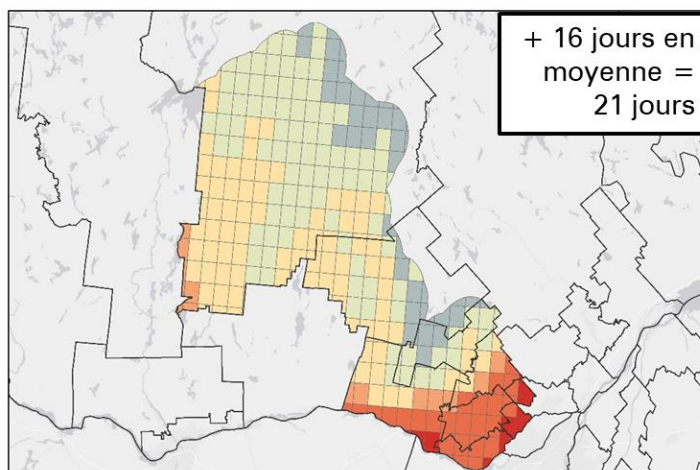 + 16 jours en
moyenne =
21 jours